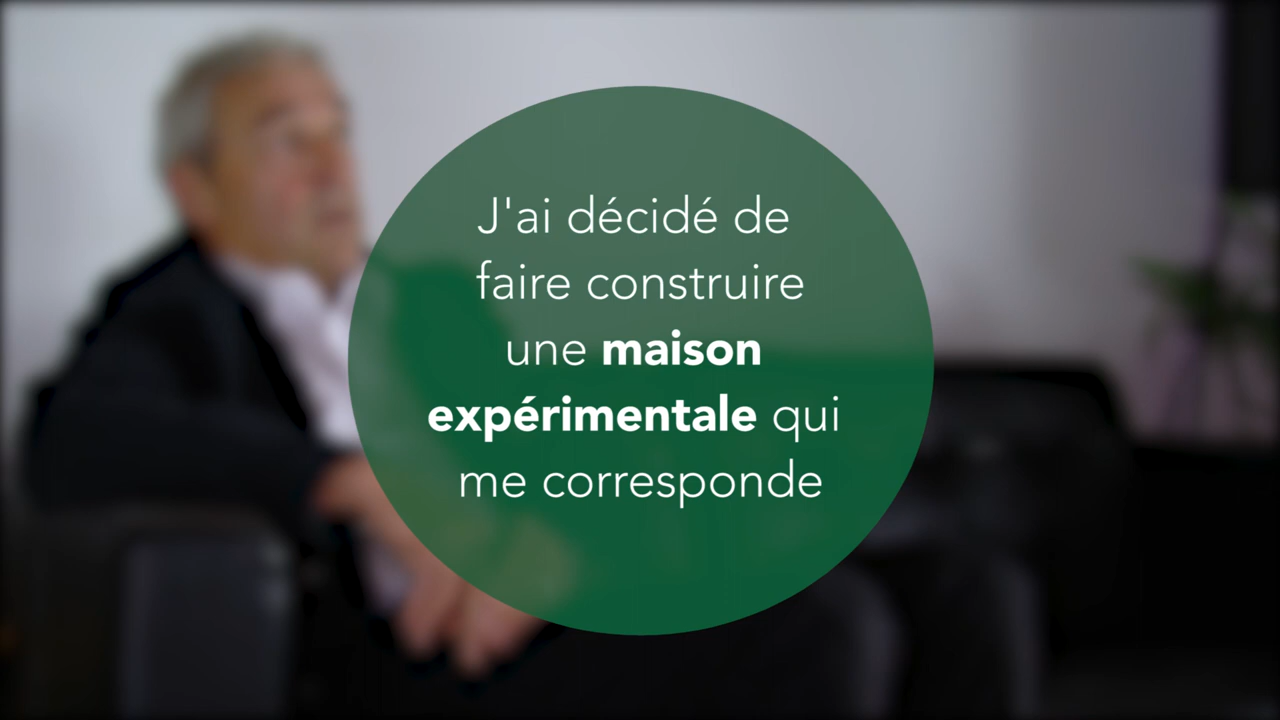 J'ai décidé de
faire construire
une maison
expérimentale qui
me corresponde